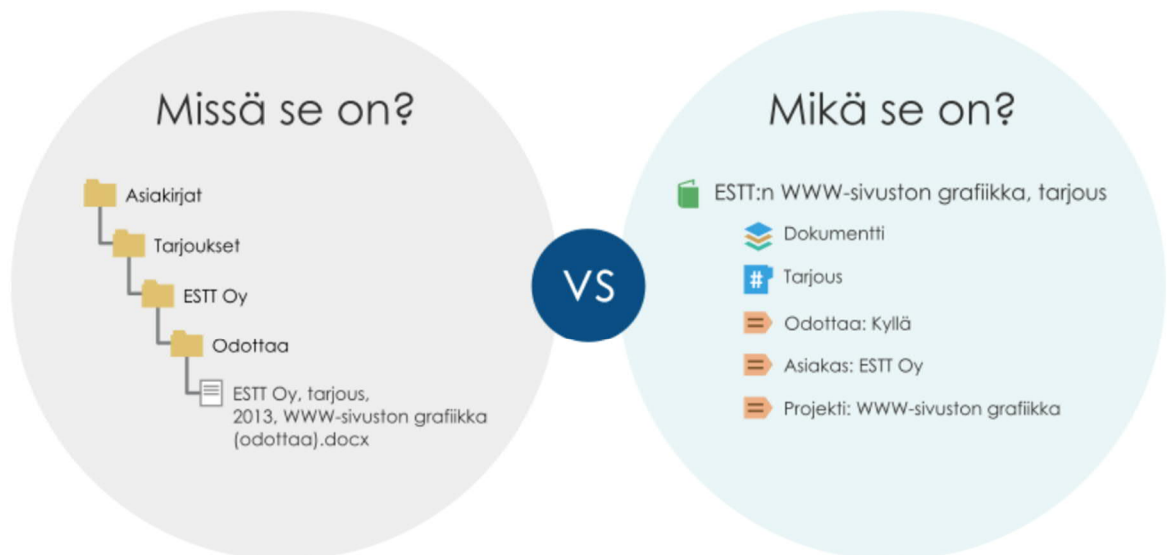 Missä se on?
Asiakirjat
Tarjoukset
ESTT Oy
Odottaa
ESTT Oy, tarjous,
2013, WWW-sivuston grafiikka
(odottaa).docx
VS
Mikä se on?
ESTT:n WWW-sivuston grafiikka, tarjous
Dokumentti
# Tarjous
Odottaa: Kyllä
Asiakas: ESTT Oy
Projekti: WWW-sivuston grafiikka